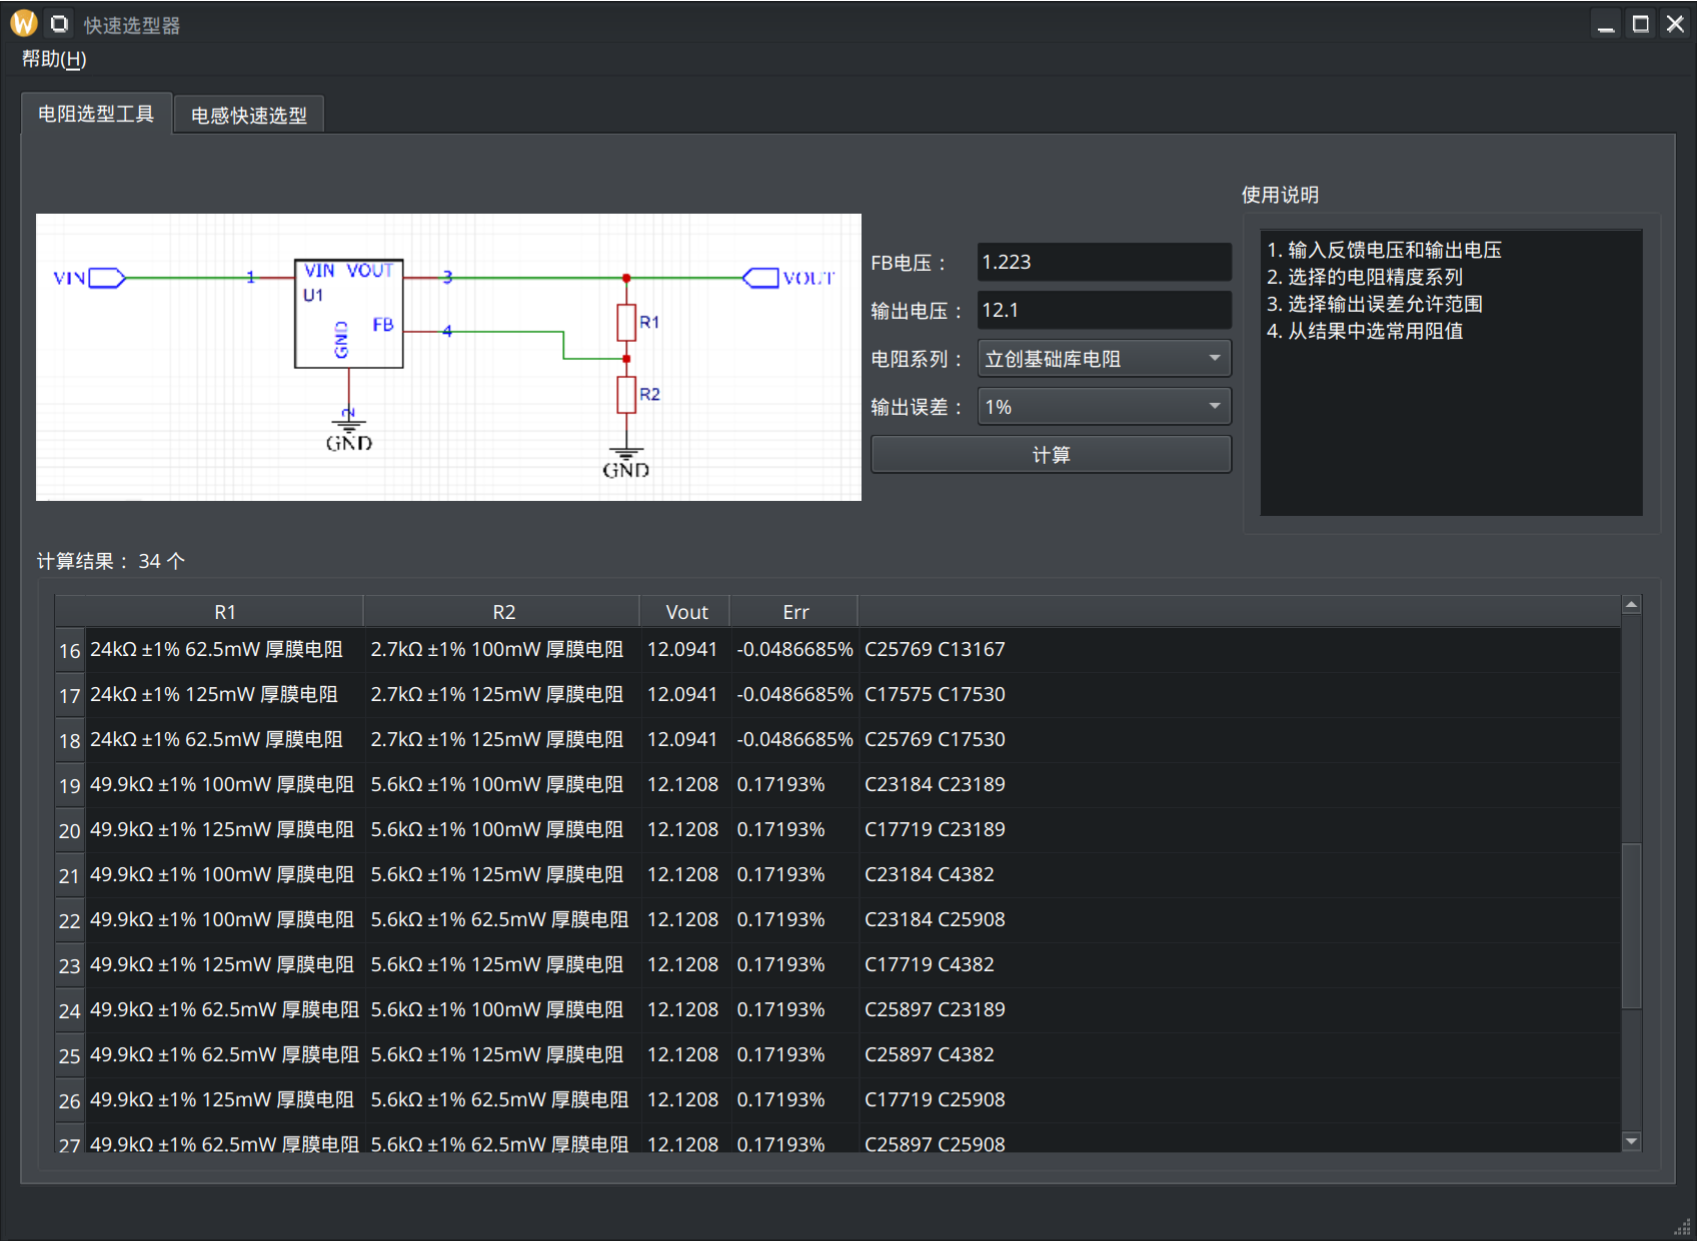 快速选型器
帮助(H)
电阻选型工具 电感快速选型
VIN 1 VIN VOUT 3 VOUT
U1
FB 4
GND
2
GND
R1
R2
GND
FB电压： 1.223
输出电压： 12.1
电阻系列： 立创基础库电阻
输出误差： 1%
计算
使用说明
1. 输入反馈电压和输出电压
2. 选择的电阻精度系列
3. 选择输出误差允许范围
4. 从结果中选常用阻值
计算结果： 34 个
R1 R2 Vout Err
16 24kΩ ±1% 62.5mW 厚膜电阻 2.7kΩ ±1% 100mW 厚膜电阻 12.0941 -0.0486685% C25769 C13167
17 24kΩ ±1% 125mW 厚膜电阻 2.7kΩ ±1% 125mW 厚膜电阻 12.0941 -0.0486685% C17575 C17530
18 24kΩ ±1% 62.5mW 厚膜电阻 2.7kΩ ±1% 125mW 厚膜电阻 12.0941 -0.0486685% C25769 C17530
19 49.9kΩ ±1% 100mW 厚膜电阻 5.6kΩ ±1% 100mW 厚膜电阻 12.1208 0.17193% C23184 C23189
20 49.9kΩ ±1% 125mW 厚膜电阻 5.6kΩ ±1% 100mW 厚膜电阻 12.1208 0.17193% C17719 C23189
21 49.9kΩ ±1% 100mW 厚膜电阻 5.6kΩ ±1% 125mW 厚膜电阻 12.1208 0.17193% C23184 C4382
22 49.9kΩ ±1% 100mW 厚膜电阻 5.6kΩ ±1% 62.5mW 厚膜电阻 12.1208 0.17193% C23184 C25908
23 49.9kΩ ±1% 125mW 厚膜电阻 5.6kΩ ±1% 125mW 厚膜电阻 12.1208 0.17193% C17719 C4382
24 49.9kΩ ±1% 62.5mW 厚膜电阻 5.6kΩ ±1% 100mW 厚膜电阻 12.1208 0.17193% C25897 C23189
25 49.9kΩ ±1% 62.5mW 厚膜电阻 5.6kΩ ±1% 125mW 厚膜电阻 12.1208 0.17193% C25897 C4382
26 49.9kΩ ±1% 125mW 厚膜电阻 5.6kΩ ±1% 62.5mW 厚膜电阻 12.1208 0.17193% C17719 C25908
27 49.9kΩ ±1% 62.5mW 厚膜电阻 5.6kΩ ±1% 62.5mW 厚膜电阻 12.1208 0.17193% C25897 C25908